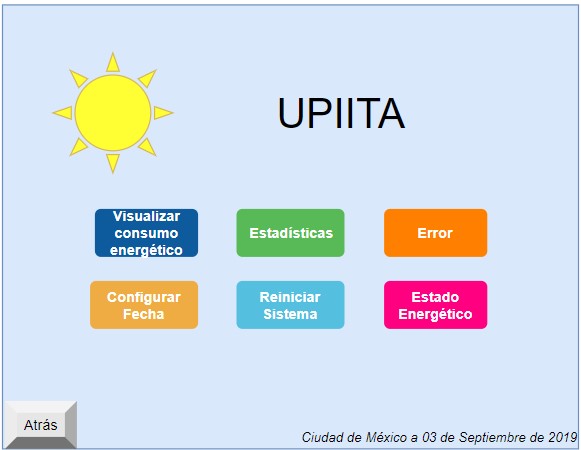 UPIITA
Visualizar
consumo
energético
Estadísticas
Error
Configurar
Fecha
Reiniciar
Sistema
Estado
Energético
Atrás
Ciudad de México a 03 de Septiembre de 2019